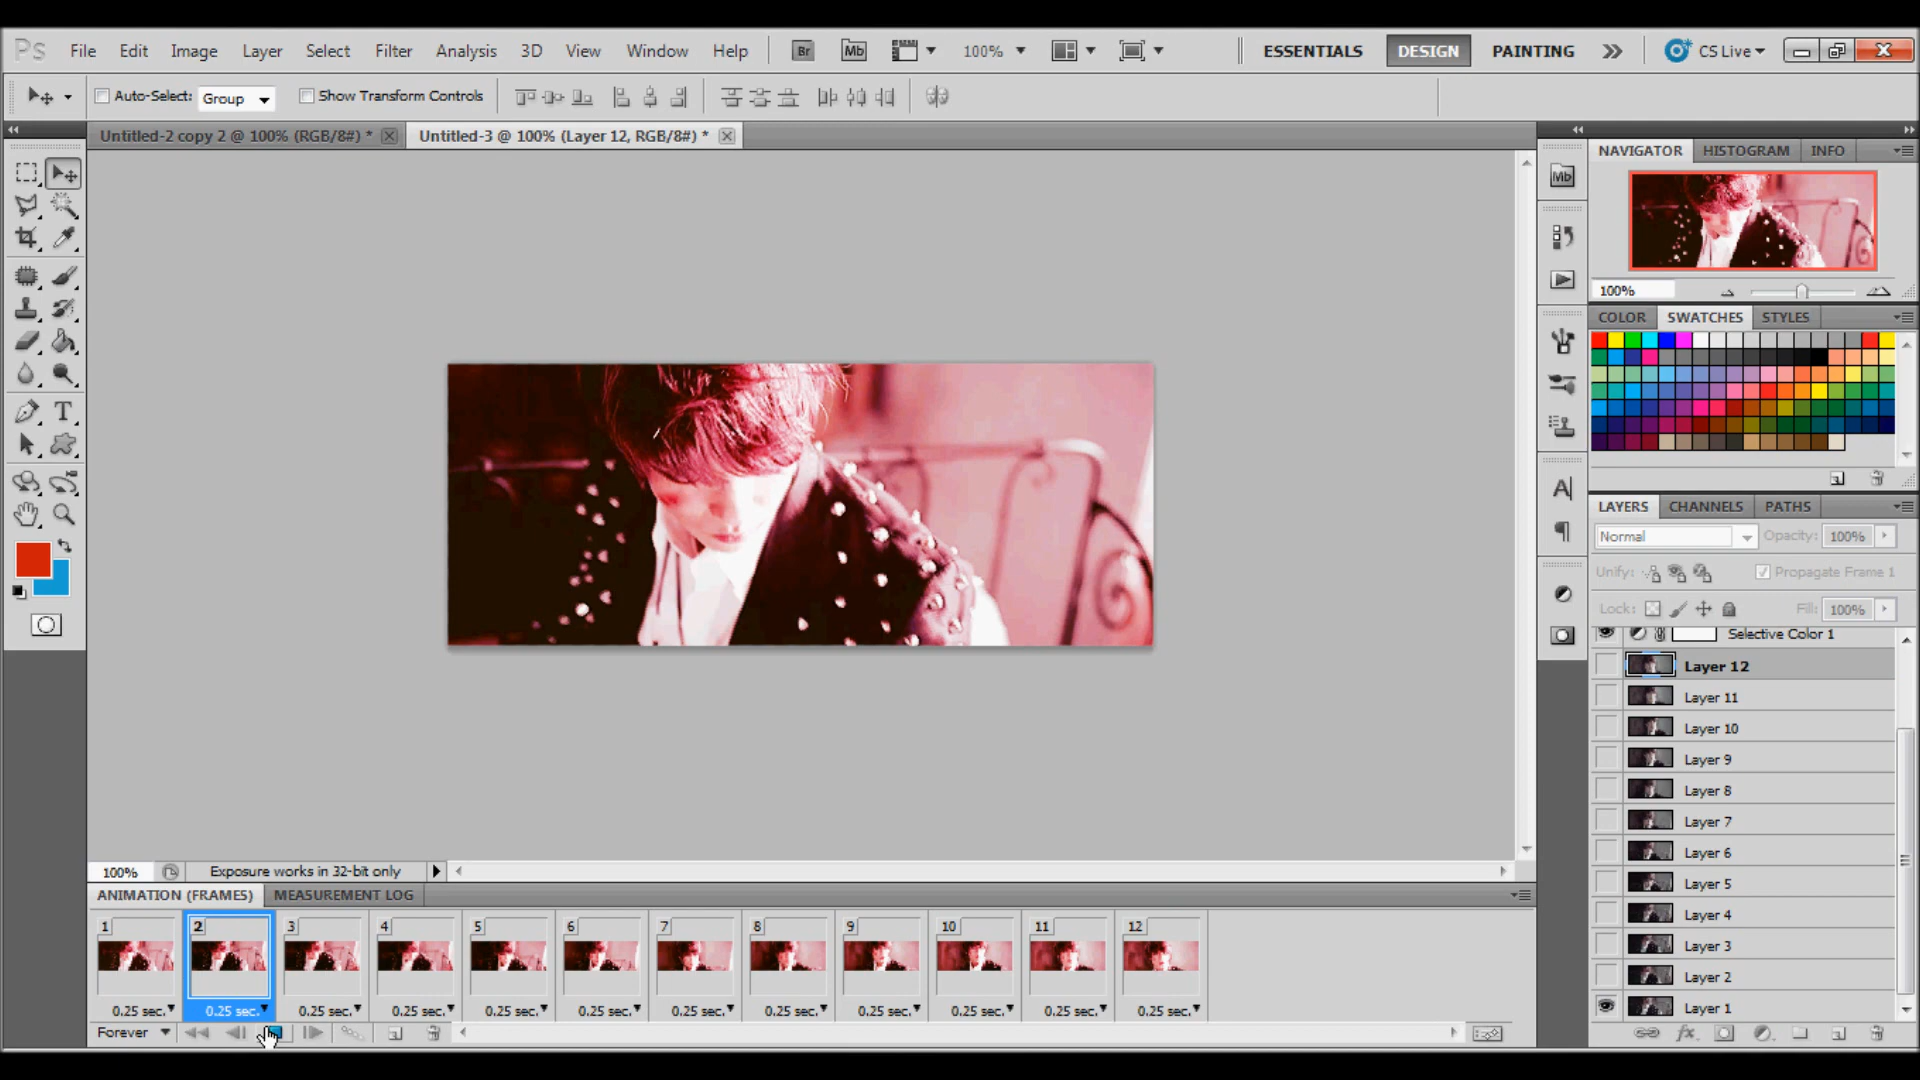 Ps File Edit Image Layer Select Filter Analysis 3D View Window Help Br Mb 100% ESSENTIALS DESIGN PAINTING CS Live
Auto-Select: Group Show Transform Controls
Untitled-2 copy 2 @ 100% (RGB/8#) * Untitled-3 @ 100% (Layer 12, RGB/8#) *
NAVIGATOR HISTOGRAM INFO
Mb
100%
COLOR SWATCHES STYLES
LAYERS CHANNELS PATHS
Normal Opacity: 100%
Unify: Propagate Frame 1
Lock: Fill: 100%
Selective Color 1
Layer 12
Layer 11
Layer 10
Layer 9
Layer 8
Layer 7
Layer 6
Layer 5
Layer 4
Layer 3
Layer 2
Layer 1
100% Exposure works in 32-bit only
ANIMATION (FRAMES) MEASUREMENT LOG
1 2 3 4 5 6 7 8 9 10 11 12
0.25 sec. 0.25 sec. 0.25 sec. 0.25 sec. 0.25 sec. 0.25 sec. 0.25 sec. 0.25 sec. 0.25 sec. 0.25 sec. 0.25 sec. 0.25 sec.
Forever